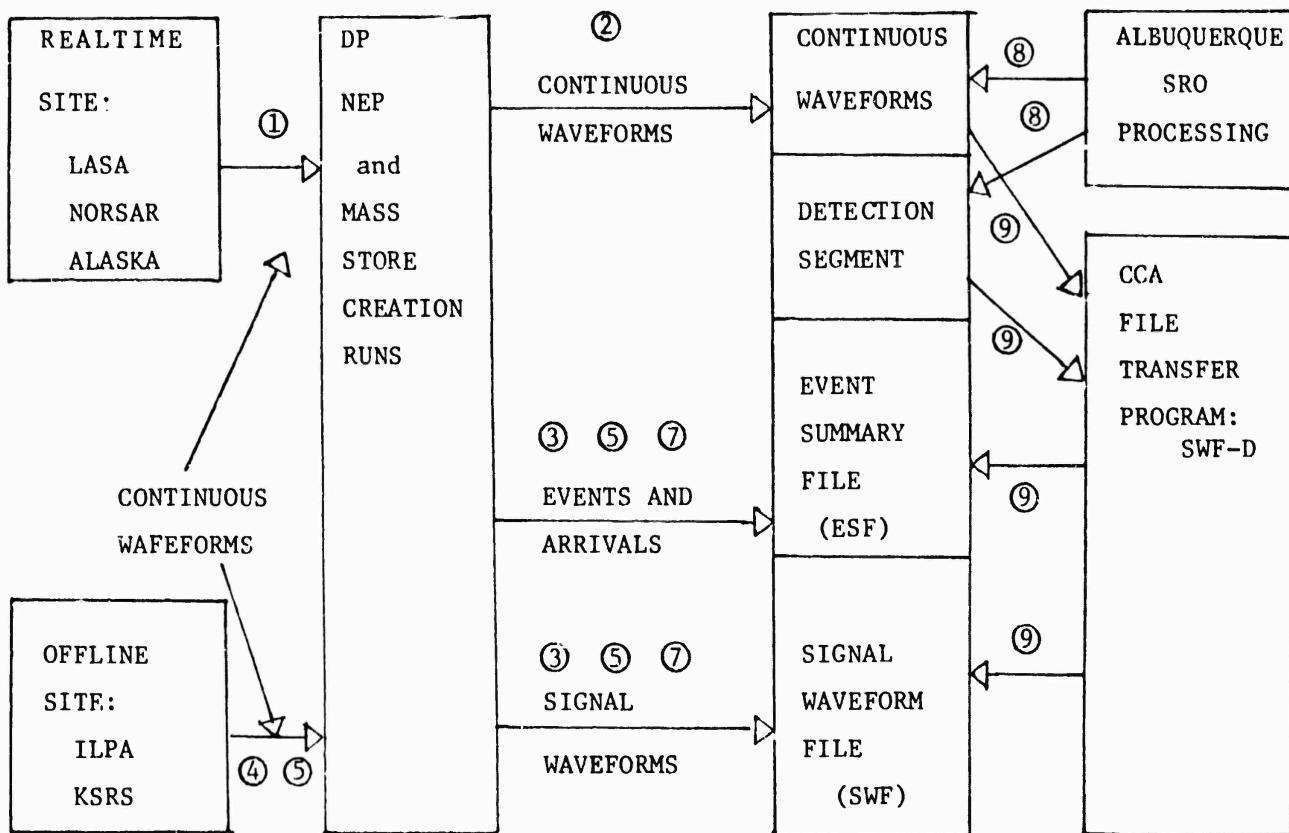 REALTIME
SITE:
LASA
NORSAR
ALASKA
①
CONTINUOUS
WAFEFORMS
OFFLINE
SITE:
ILPA
KSRS
④ ⑤
DP
NEP
and
MASS
STORE
CREATION
RUNS
②
CONTINUOUS
WAVEFORMS
③ ⑤ ⑦
EVENTS AND
ARRIVALS
③ ⑤ ⑦
SIGNAL
WAVEFORMS
CONTINUOUS
WAVEFORMS
DETECTION
SEGMENT
EVENT
SUMMARY
FILE
(ESF)
SIGNAL
WAVEFORM
FILE
(SWF)
⑧
⑧
⑨
⑨
⑨
⑨
ALBUQUERQUE
SRO
PROCESSING
CCA
FILE
TRANSFER
PROGRAM:
SWF-D